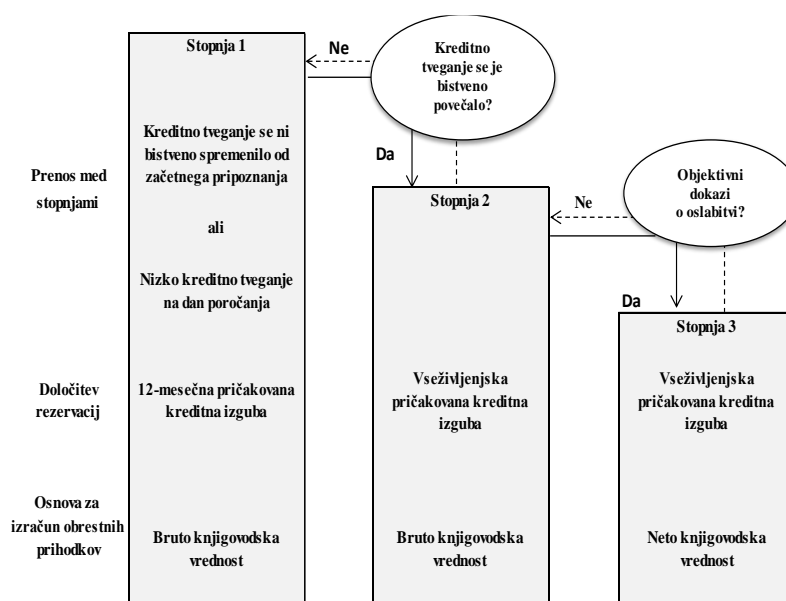 Stopnja 1
Ne
Kreditno
tveganje se je
bistveno
povečalo?
Kreditno tveganje se ni
bistveno spremenilo od
začetnega pripoznanja
Da
Prenos med
stopnjami
ali
Stopnja 2
Ne
Objektivni
dokazi
o oslabitvi?
Nizko kreditno tveganje
na dan poročanja
Da
Stopnja 3
Določitev
rezervacij
12-mesečna pričakovana
kreditna izguba
Vseživljenjska
pričakovana kreditna
izguba
Vseživljenjska
pričakovana kreditna
izguba
Osnova za
izračun obrestnih
prihodkov
Bruto knjigovodska
vrednost
Bruto knjigovodska
vrednost
Neto knjigovodska
vrednost